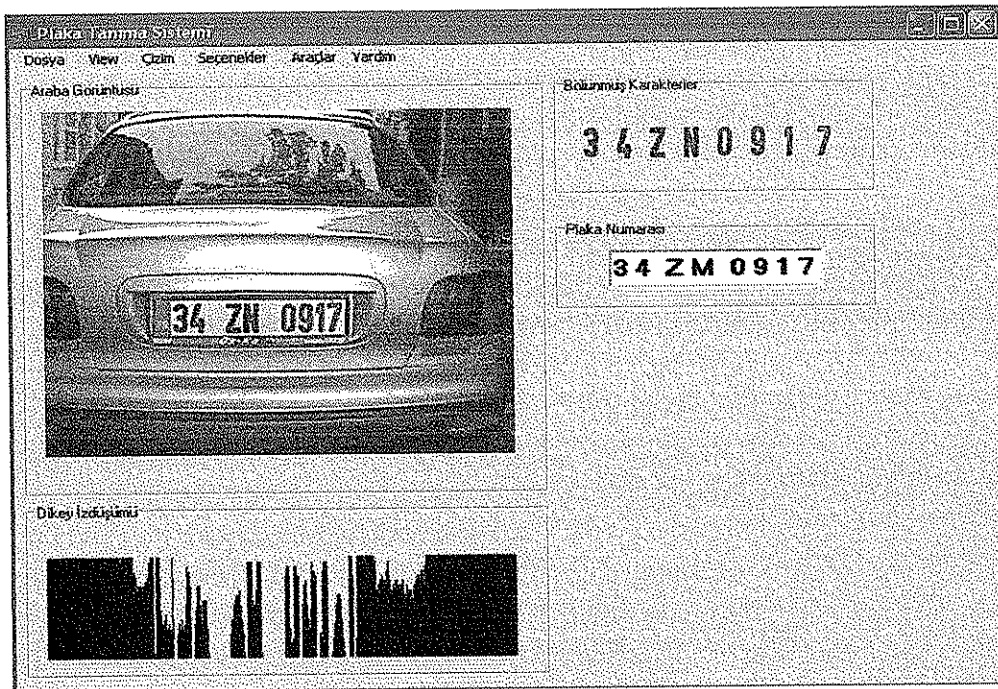 Plaka Tanıma Sistemi
Dosya View Çizim Seçenekler Araçlar Yardım
Araba Görüntüsü
34 ZN 0917
Bölünmüş Karakterler
3 4 Z N 0 9 1 7
Plaka Numarası
34 ZM 0917
Dikey İzdüşümü